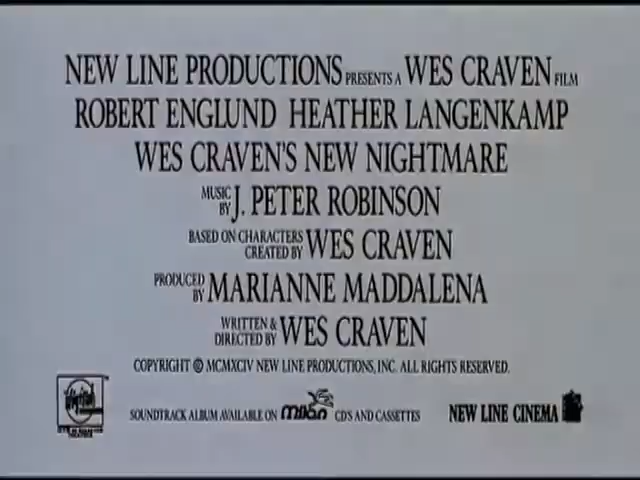 NEW LINE PRODUCTIONS PRESENTS A WES CRAVEN FILM
ROBERT ENGLUND HEATHER LANGENKAMP
WES CRAVEN'S NEW NIGHTMARE
MUSIC BY J. PETER ROBINSON
BASED ON CHARACTERS CREATED BY WES CRAVEN
PRODUCED BY MARIANNE MADDALENA
WRITTEN & DIRECTED BY WES CRAVEN
COPYRIGHT © MCMXCIV NEW LINE PRODUCTIONS, INC. ALL RIGHTS RESERVED.
SOUNDTRACK ALBUM AVAILABLE ON milan CD'S AND CASSETTES NEW LINE CINEMA